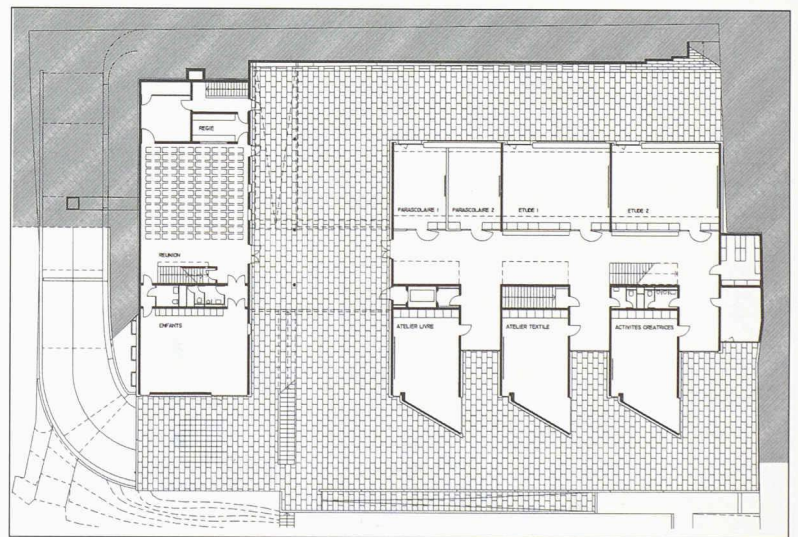 REGIE
PARASCOLAIRE 1
PARASCOLAIRE 2
ETUDE 1
ETUDE 2
REUNION
ENFANTS
ATELIER LIVRE
ATELIER TEXTILE
ACTIVITES CREATRICES